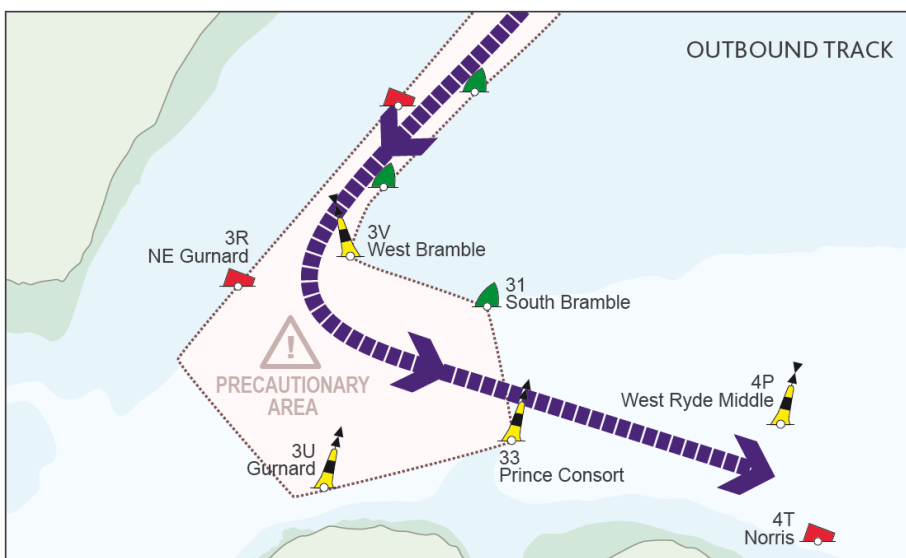 OUTBOUND TRACK
3V
West Bramble
3R
NE Gurnard
31
South Bramble
!
PRECAUTIONARY
AREA
4P
West Ryde Middle
3U
Gurnard
33
Prince Consort
4T
Norris